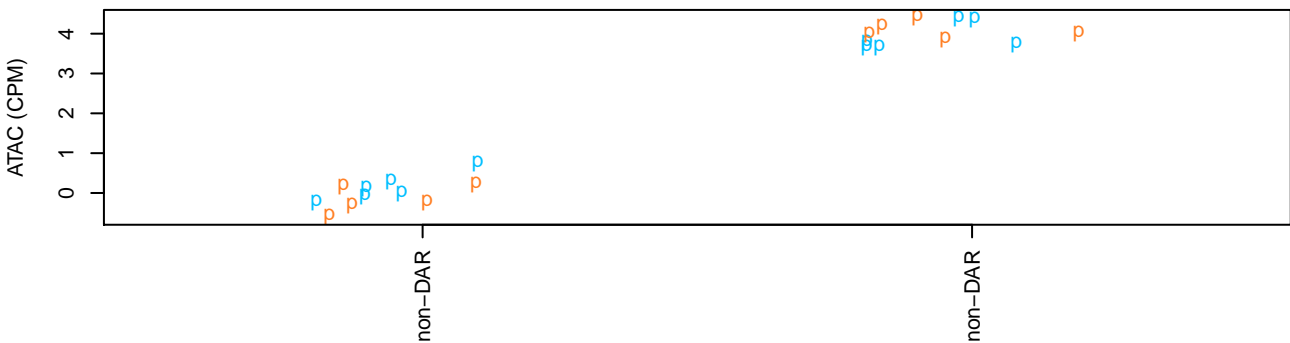 ATAC (CPM)
4
3
2
1
0
p p p p p p p p p p p
p p p p p p p p p p p
non−DAR
non−DAR